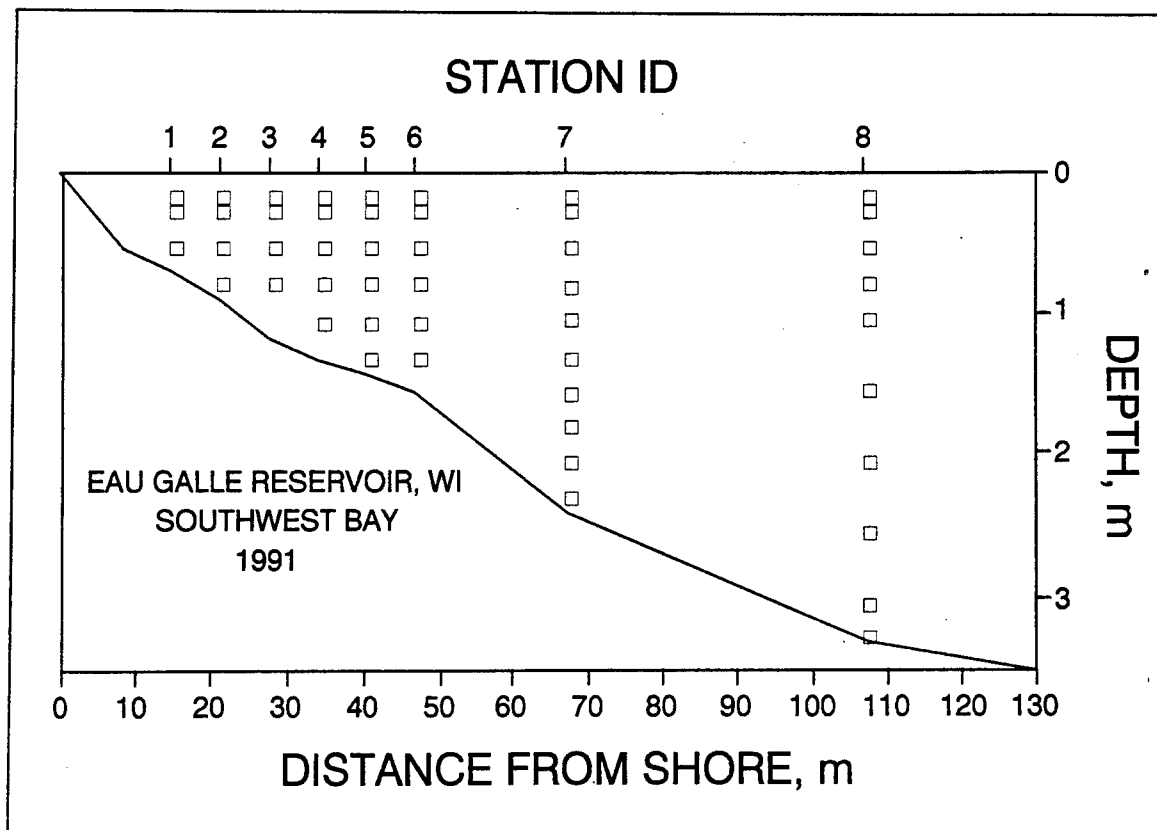 STATION ID
1 2 3 4 5 6 7 8
0
1
2
3
DEPTH, m
EAU GALLE RESERVOIR, WI
SOUTHWEST BAY
1991
0 10 20 30 40 50 60 70 80 90 100 110 120 130
DISTANCE FROM SHORE, m